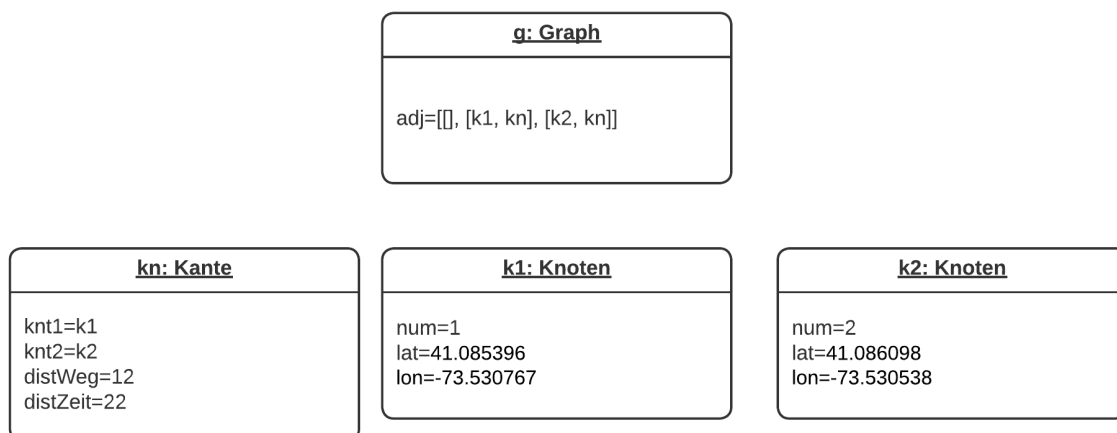 g: Graph
adj=[[], [k1, kn], [k2, kn]]
kn: Kante
knt1=k1
knt2=k2
distWeg=12
distZeit=22
k1: Knoten
num=1
lat=41.085396
lon=-73.530767
k2: Knoten
num=2
lat=41.086098
lon=-73.530538